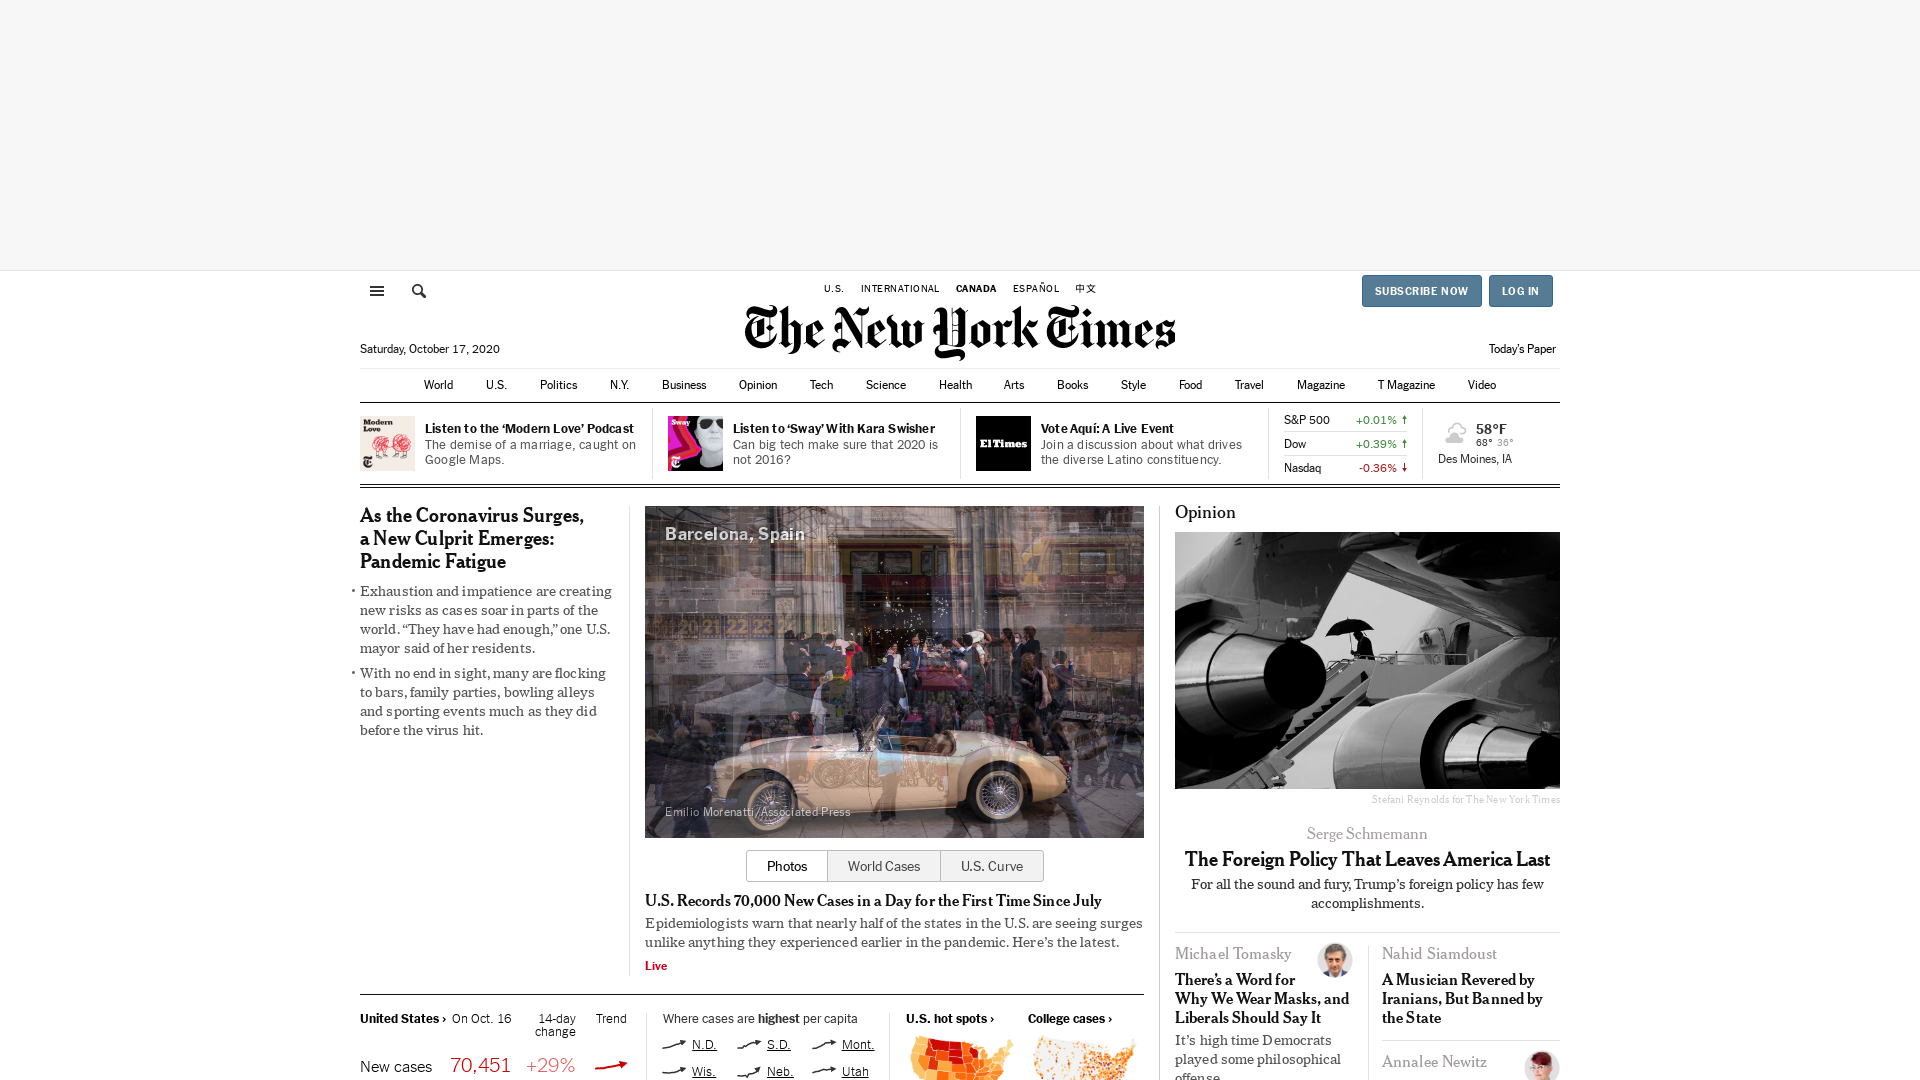 U.S. INTERNATIONAL CANADA ESPAÑOL 中文
SUBSCRIBE NOW LOG IN
The New York Times
Saturday, October 17, 2020
Today's Paper
World U.S. Politics N.Y. Business Opinion Tech Science Health Arts Books Style Food Travel Magazine T Magazine Video
Modern
Love
Listen to the ‘Modern Love’ Podcast
The demise of a marriage, caught on
Google Maps.
Sway
Listen to ‘Sway’ With Kara Swisher
Can big tech make sure that 2020 is
not 2016?
El Times
Vote Aquí: A Live Event
Join a discussion about what drives
the diverse Latino constituency.
S&P 500 +0.01%
Dow +0.39%
Nasdaq -0.36%
58°F
68° 36°
Des Moines, IA
As the Coronavirus Surges,
a New Culprit Emerges:
Pandemic Fatigue
• Exhaustion and impatience are creating
new risks as cases soar in parts of the
world. “They have had enough,” one U.S.
mayor said of her residents.
• With no end in sight, many are flocking
to bars, family parties, bowling alleys
and sporting events much as they did
before the virus hit.
Barcelona, Spain
20 21 22 23
Emilio Morenatti/Associated Press
Photos World Cases U.S. Curve
U.S. Records 70,000 New Cases in a Day for the First Time Since July
Epidemiologists warn that nearly half of the states in the U.S. are seeing surges
unlike anything they experienced earlier in the pandemic. Here’s the latest.
Live
United States › On Oct. 16 14-day
change Trend
New cases 70,451 +29%
Where cases are highest per capita
N.D. S.D. Mont.
Wis. Neb. Utah
U.S. hot spots › College cases ›
Opinion
Stefani Reynolds for The New York Times
Serge Schmemann
The Foreign Policy That Leaves America Last
For all the sound and fury, Trump’s foreign policy has few
accomplishments.
Michael Tomasky
There’s a Word for
Why We Wear Masks, and
Liberals Should Say It
It’s high time Democrats
played some philosophical
offense.
Nahid Siamdoust
A Musician Revered by
Iranians, But Banned by
the State
Annalee Newitz